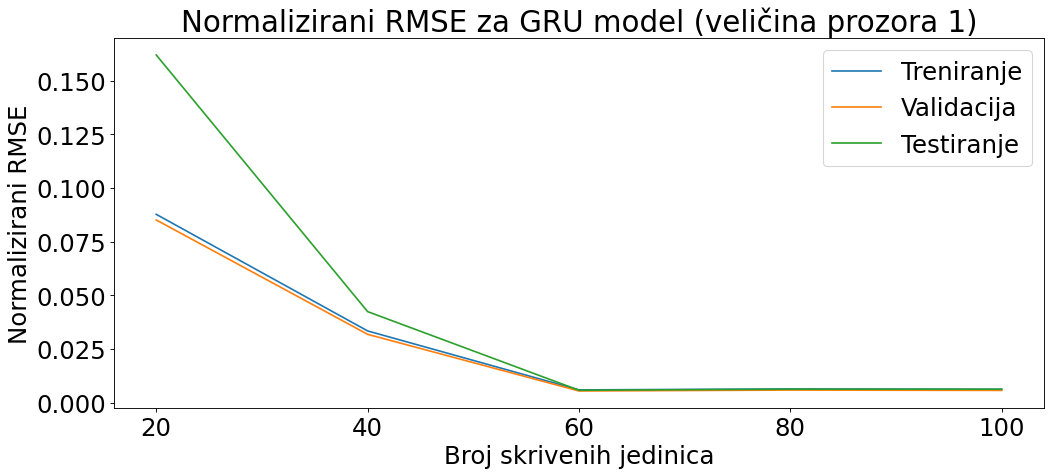 Normalizirani RMSE za GRU model (veličina prozora 1)
Treniranje
Validacija
Testiranje
Normalizirani RMSE
0.150
0.125
0.100
0.075
0.050
0.025
0.000
20 40 60 80 100
Broj skrivenih jedinica